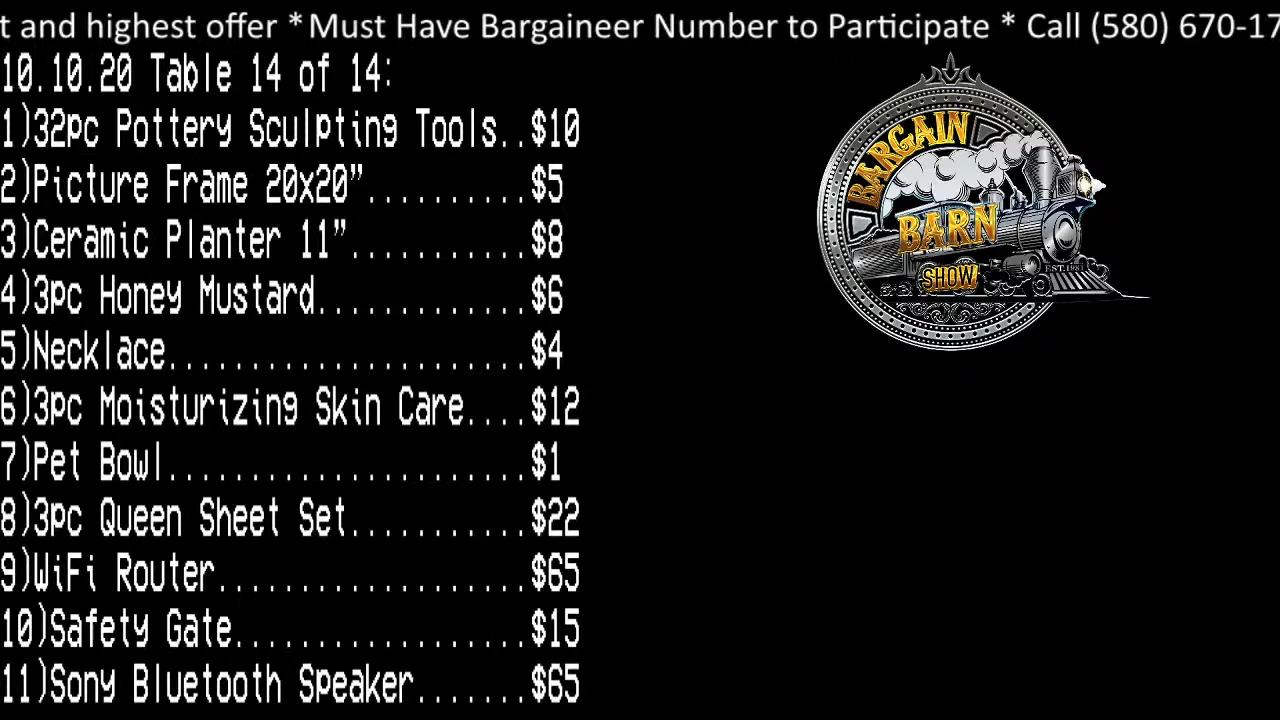 t and highest offer *Must Have Bargaineer Number to Participate * Call (580) 670-17
10.10.20 Table 14 of 14:
1)32pc Pottery Sculpting Tools..$10
2)Picture Frame 20x20”..........$5
3)Ceramic Planter 11”...........$8
4)3pc Honey Mustard.............$6
5)Necklace......................$4
6)3pc Moisturizing Skin Care....$12
7)Pet Bowl......................$1
8)3pc Queen Sheet Set...........$22
9)WiFi Router...................$65
10)Safety Gate..................$15
11)Sony Bluetooth Speaker.......$65
BARGAIN
BARN
SHOW